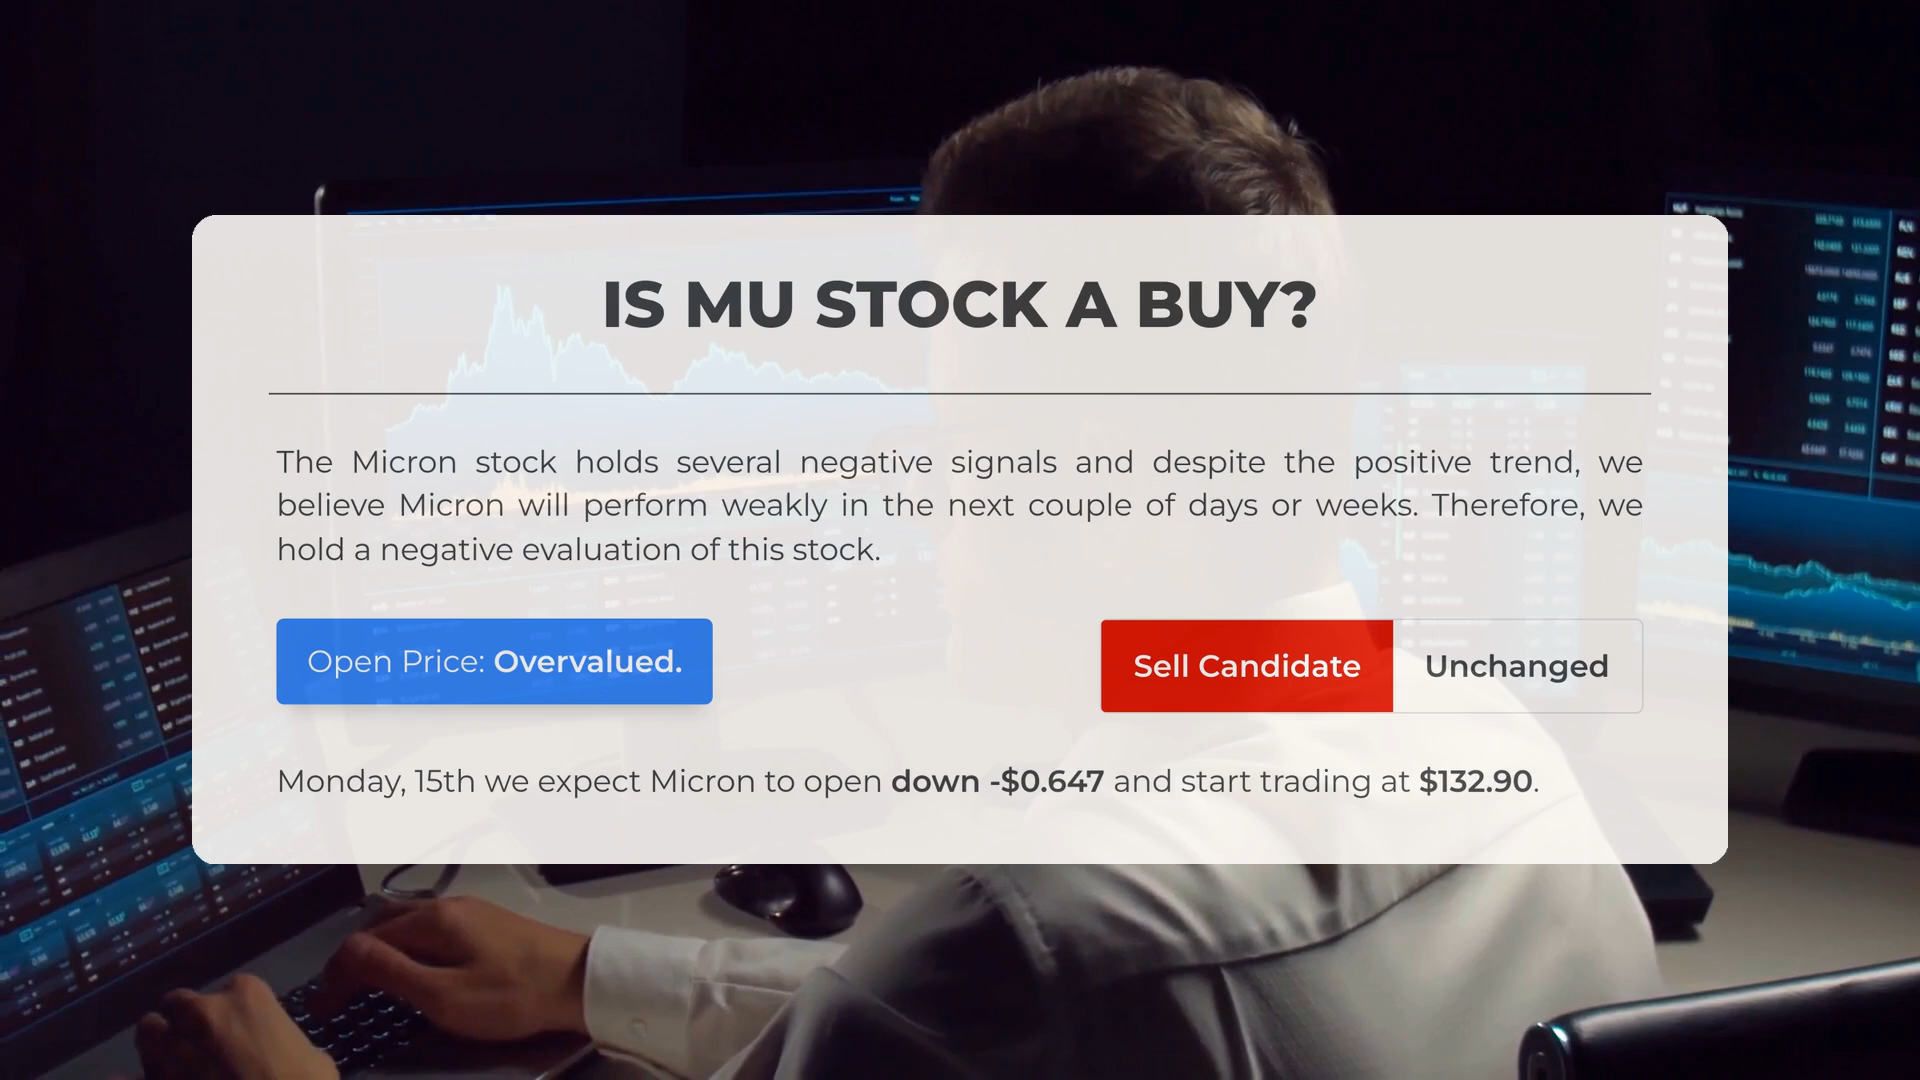 IS MU STOCK A BUY?
The Micron stock holds several negative signals and despite the positive trend, we
believe Micron will perform weakly in the next couple of days or weeks. Therefore, we
hold a negative evaluation of this stock.
Open Price: Overvalued.
Sell Candidate
Unchanged
Monday, 15th we expect Micron to open down -$0.647 and start trading at $132.90.